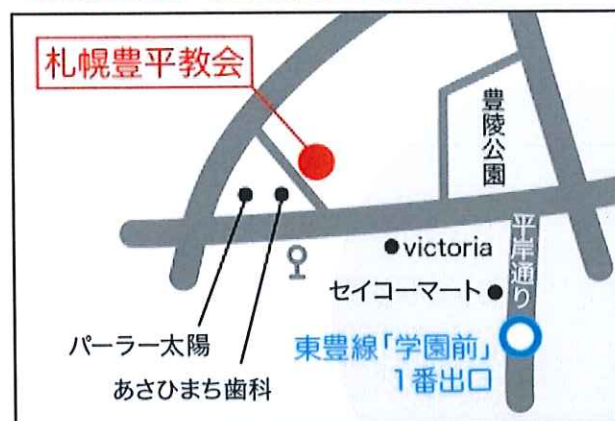 札幌豊平教会
豊陵公園
平岸通り
victoria
セイコーマート
パーラー太陽
あさひまち歯科
東豊線「学園前」
1番出口